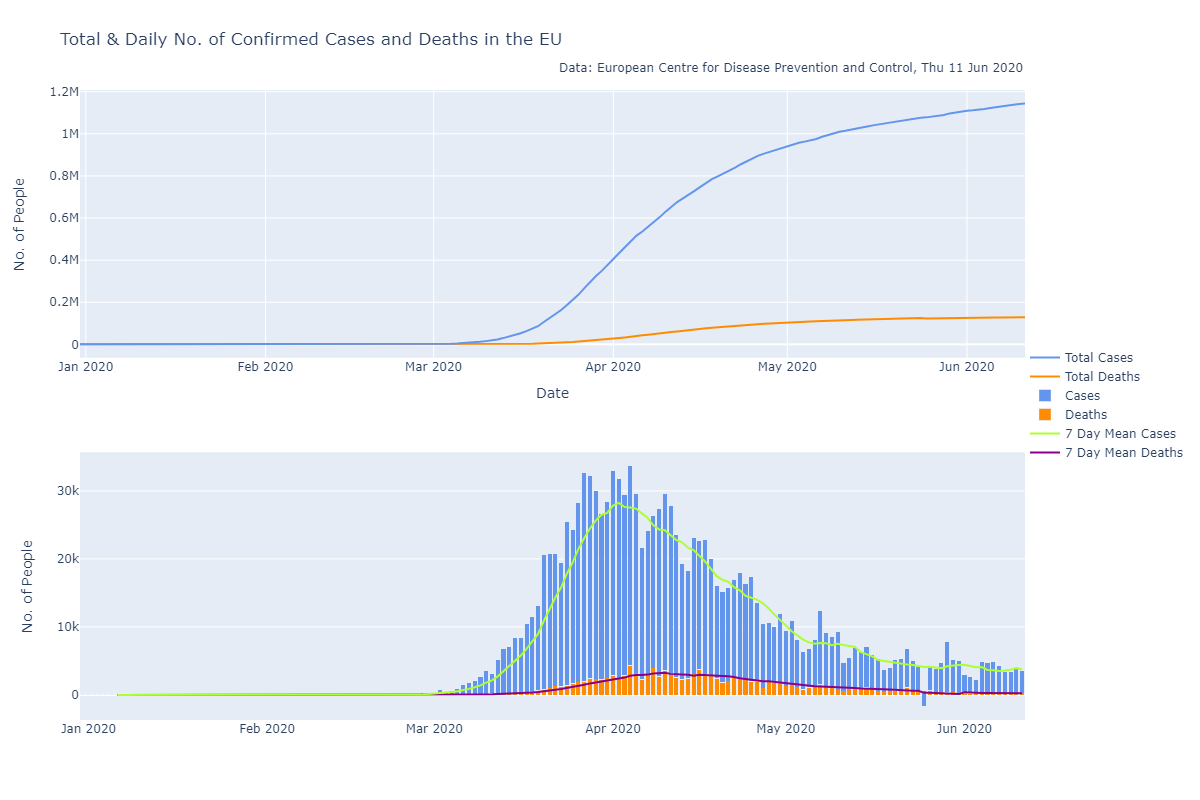 Total & Daily No. of Confirmed Cases and Deaths in the EU
Data: European Centre for Disease Prevention and Control, Thu 11 Jun 2020
1.2M
1M
0.8M
0.6M
0.4M
0.2M
0
No. of People
Jan 2020 Feb 2020 Mar 2020 Apr 2020 May 2020 Jun 2020
Date
Total Cases
Total Deaths
Cases
Deaths
7 Day Mean Cases
7 Day Mean Deaths
30k
20k
10k
0
No. of People
Jan 2020 Feb 2020 Mar 2020 Apr 2020 May 2020 Jun 2020